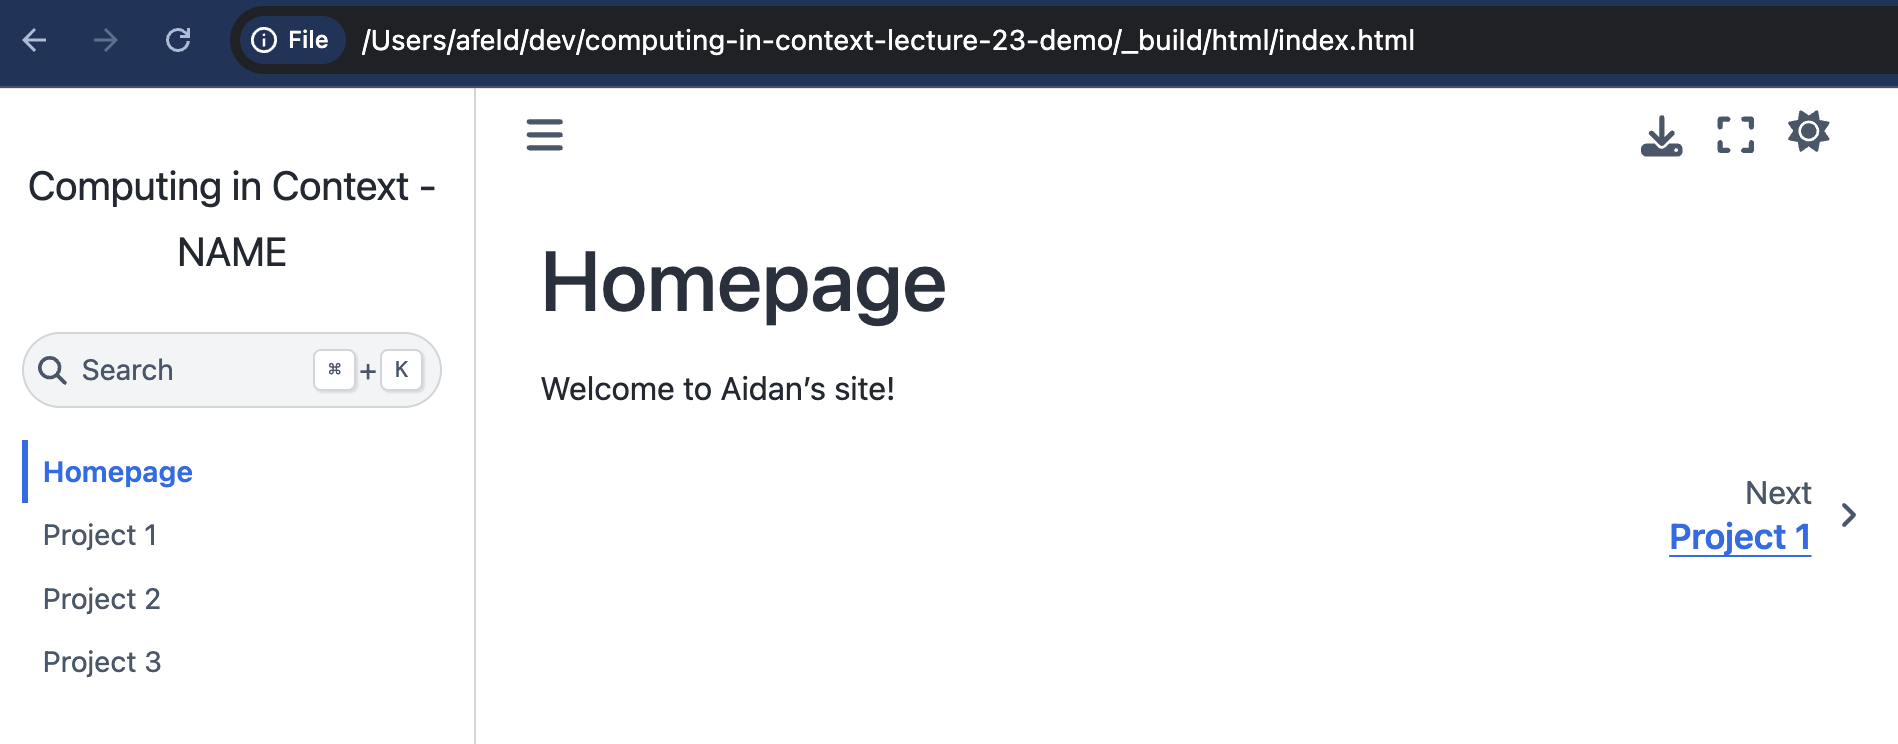 File /Users/afeld/dev/computing-in-context-lecture-23-demo/_build/html/index.html
Computing in Context -
NAME
Search ⌘ + K
Homepage
Project 1
Project 2
Project 3
Homepage
Welcome to Aidan’s site!
Next
Project 1